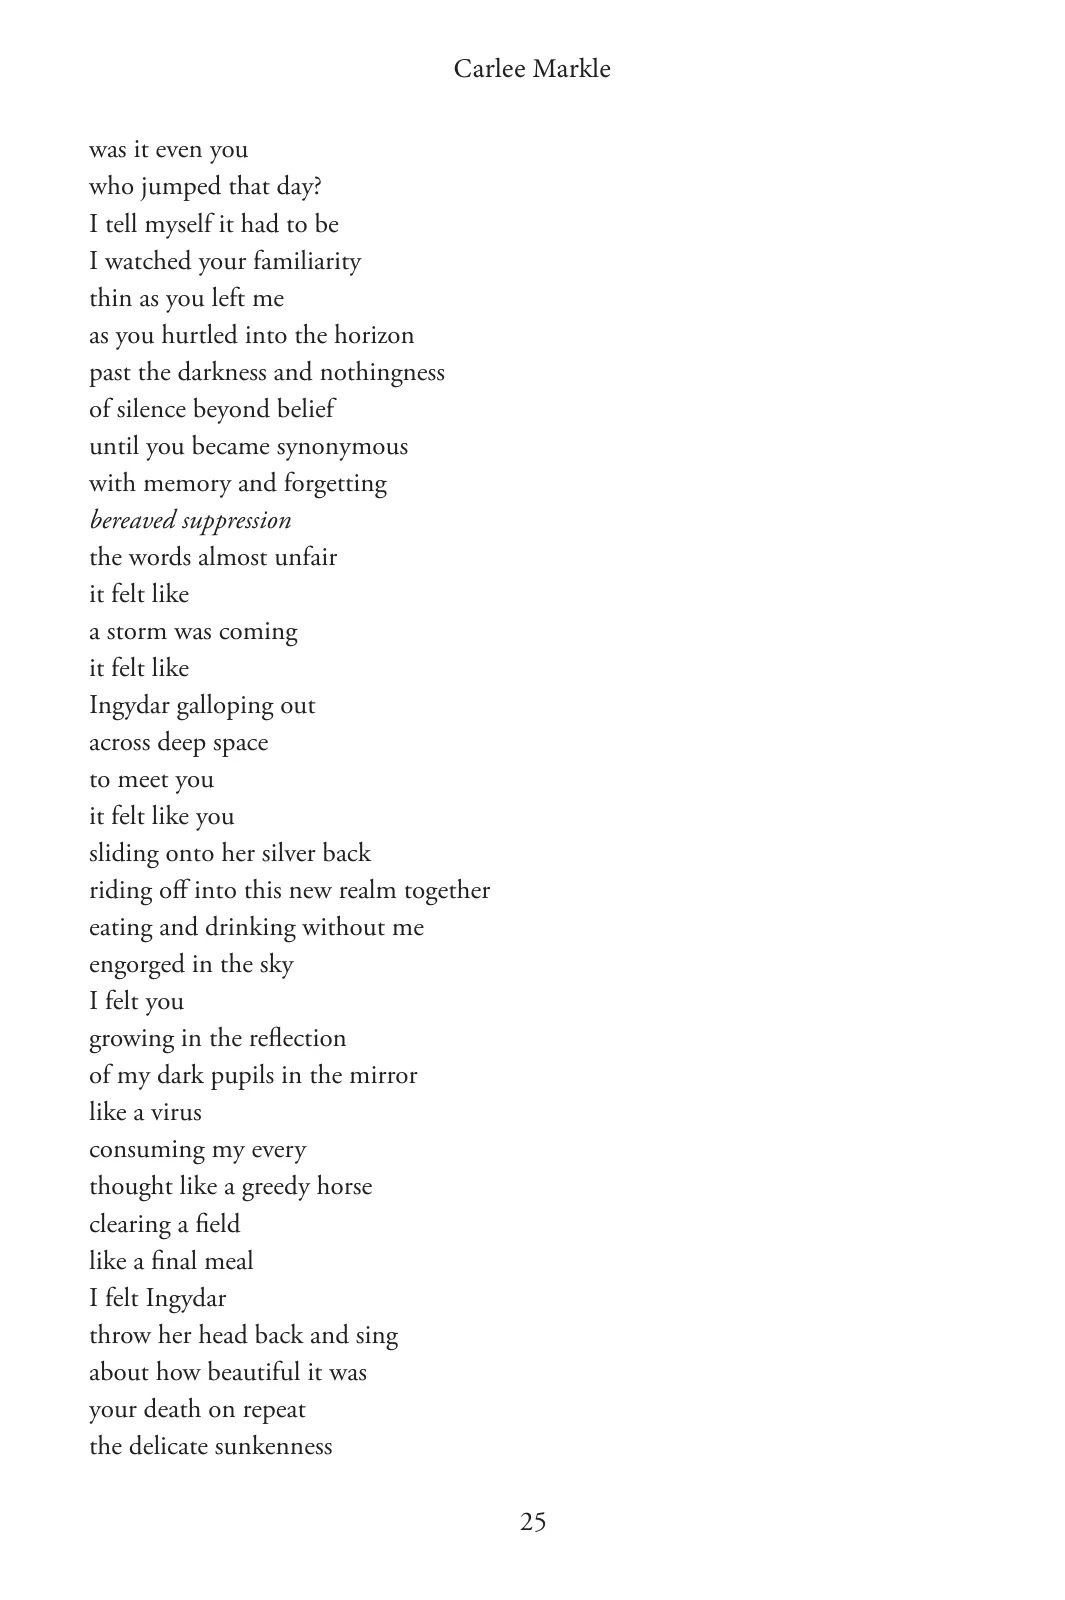 Carlee Markle
was it even you
who jumped that day?
I tell myself it had to be
I watched your familiarity
thin as you left me
as you hurtled into the horizon
past the darkness and nothingness
of silence beyond belief
until you became synonymous
with memory and forgetting
bereaved suppression
the words almost unfair
it felt like
a storm was coming
it felt like
Ingydar galloping out
across deep space
to meet you
it felt like you
sliding onto her silver back
riding off into this new realm together
eating and drinking without me
engorged in the sky
I felt you
growing in the reflection
of my dark pupils in the mirror
like a virus
consuming my every
thought like a greedy horse
clearing a field
like a final meal
I felt Ingydar
throw her head back and sing
about how beautiful it was
your death on repeat
the delicate sunkenness
25